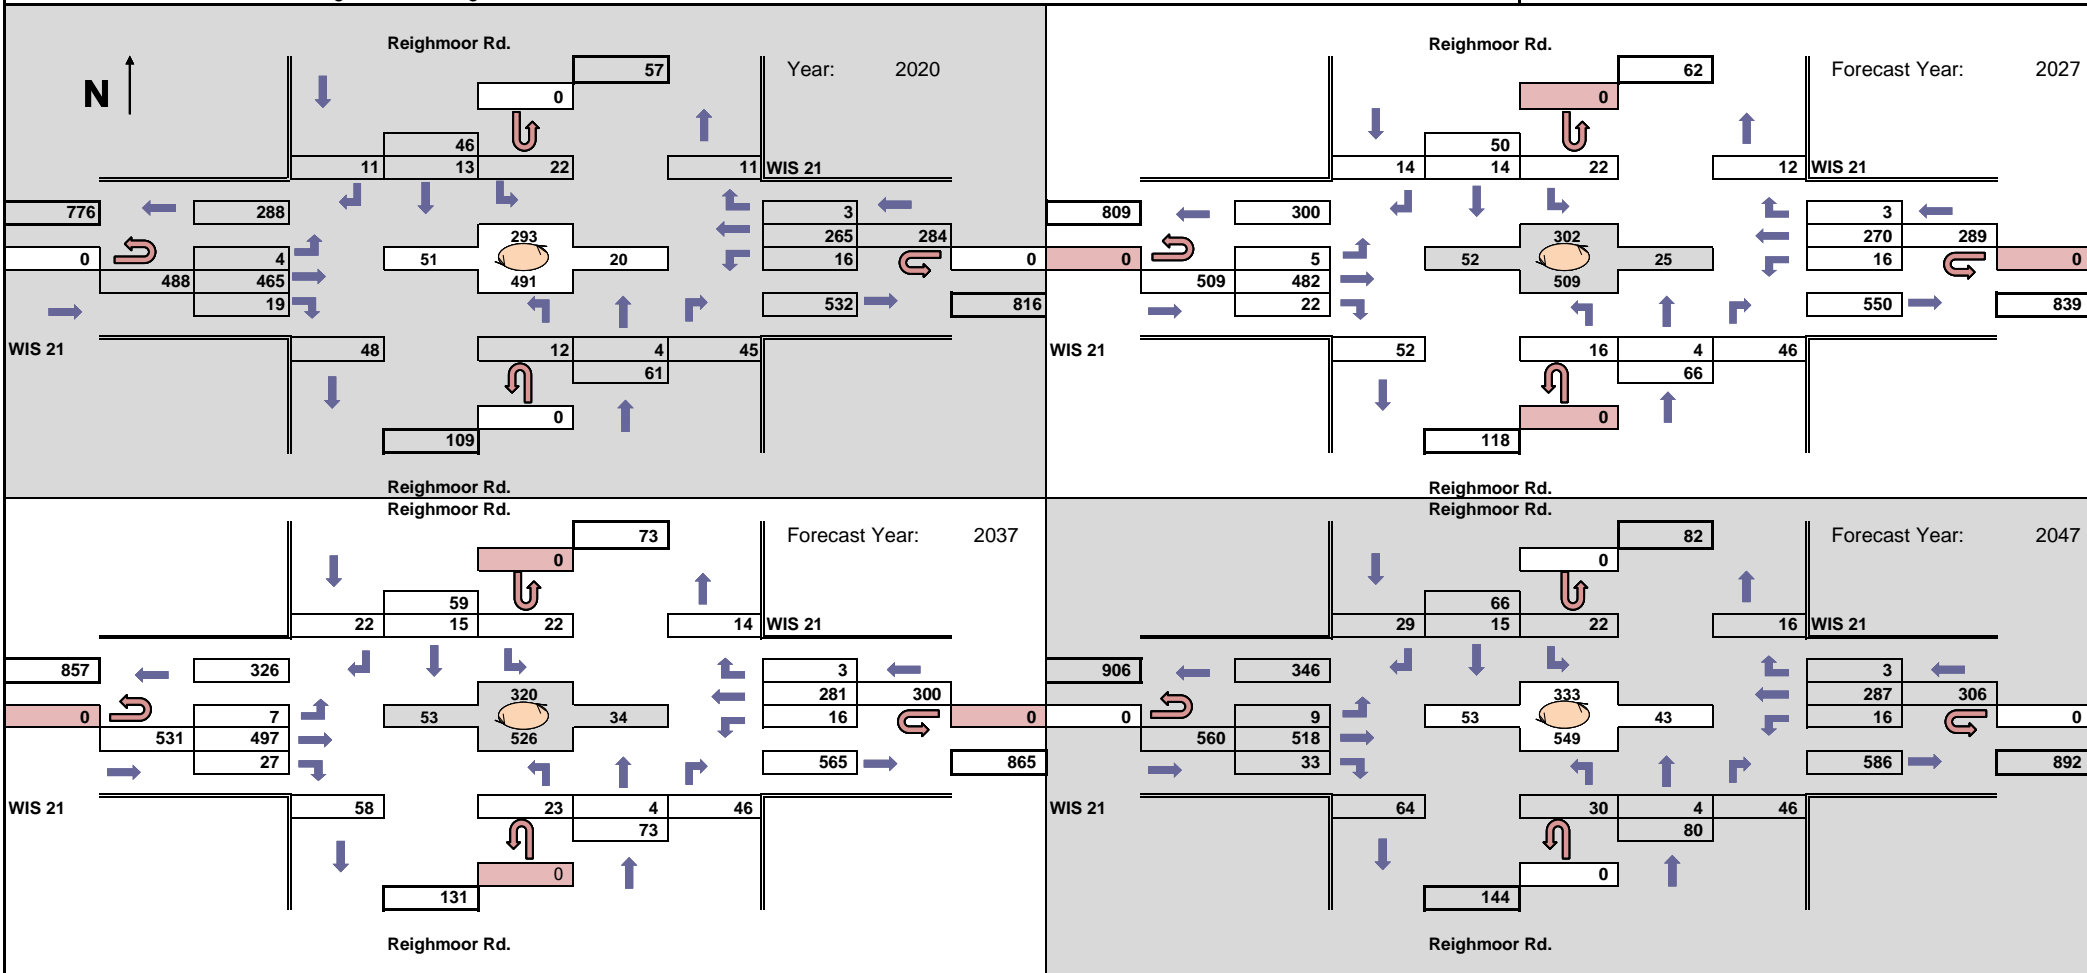 Reighmoor Rd.
N
57
Year: 2020
0
46
11 13 22 11 WIS 21
776 288 3
293 265 284
0 4 51 20 16 0
488 465 491
19 532 816
WIS 21 48 12 4 45
61
0
109
Reighmoor Rd.
Reighmoor Rd.
62
Forecast Year: 2027
0
50
14 14 22 12 WIS 21
809 300 3
302 270 289
0 5 52 25 16 0
509 482 509
22 550 839
WIS 21 52 16 4 46
66
0
118
Reighmoor Rd.
Reighmoor Rd.
73
Forecast Year: 2037
0
59
22 15 22 14 WIS 21
857 326 3
320 281 300
0 7 53 34 16 0
531 497 526
27 565 865
WIS 21 58 23 4 46
73
0
131
Reighmoor Rd.
Reighmoor Rd.
82
Forecast Year: 2047
0
66
29 15 22 16 WIS 21
906 346 3
333 287 306
0 9 53 43 16 0
560 518 549
33 586 892
WIS 21 64 30 4 46
80
0
144
Reighmoor Rd.